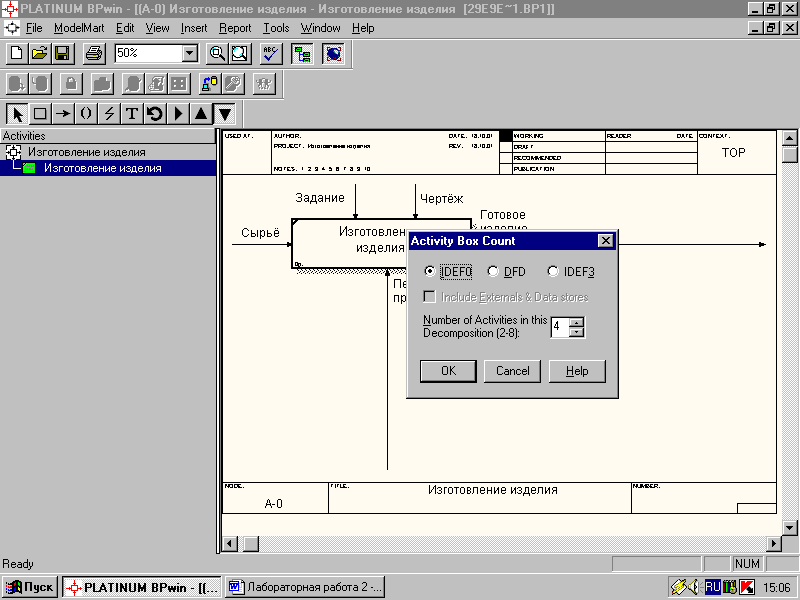 PLATINUM BPwin - [(A-0) Изготовление изделия - Изготовление изделия [29E9E~1.BP1]]
File ModelMart Edit View Insert Report Tools Window Help
50% ABC
T
Activities
Изготовление изделия
Изготовление изделия
USED AT: AUTHOR: DATE: 18.10.01 WORKING READER DATE CONTEXT:
PROJECT: Изготовление изделия REV: 18.10.01 DRAFT TOP
RECOMMENDED
NOTES: 1 2 3 4 5 6 7 8 9 10 PUBLICATION
Задание Чертёж
Готовое
изделие
Сырьё
Изготовлен
изделия
0р.
Пе
пр
Activity Box Count
IDEF0 DFD IDEF3
Include Externals & Data stores
Number of Activities in this
Decomposition (2-8): 4
OK Cancel Help
NODE: TITLE: Изготовление изделия NUMBER:
A-0
Ready NUM
Пуск PLATINUM BPwin - [(... Лабораторная работа 2 -... RU K 15:06